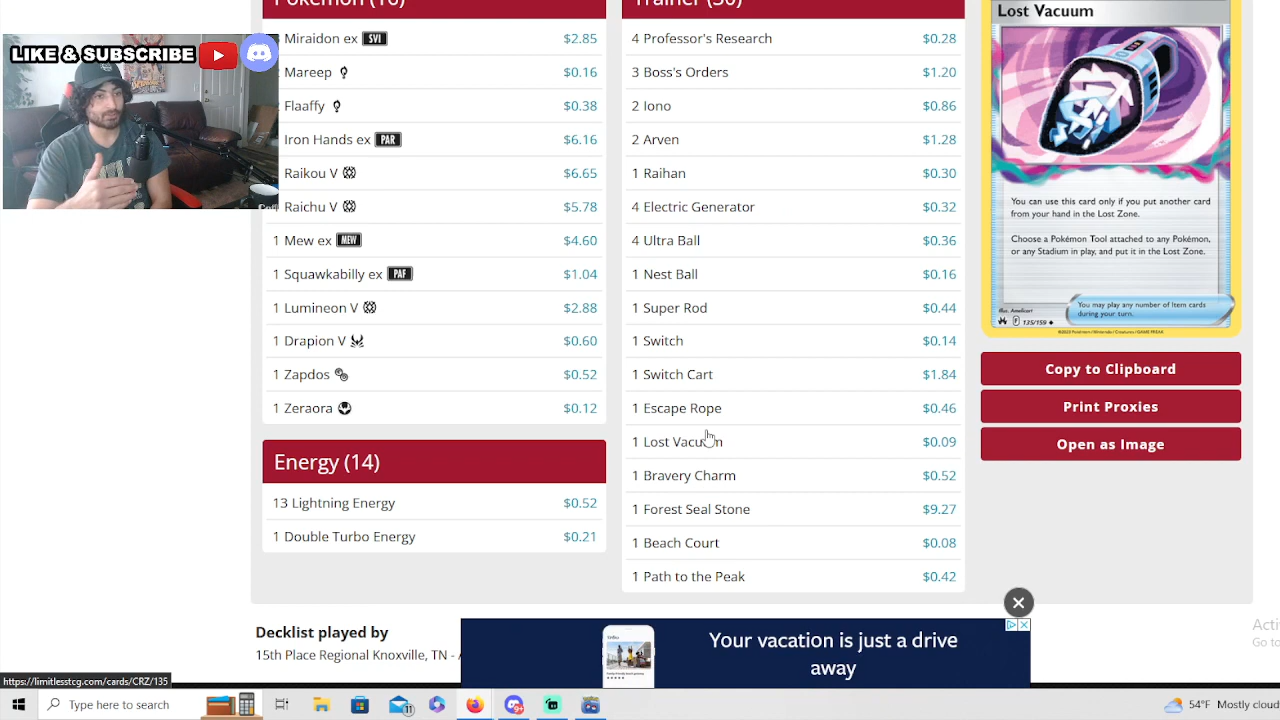 LIKE & SUBSCRIBE
raidon ex SVI $2.85
Mareep $0.16
Flaaffy $0.38
ron Hands ex PAR $6.16
Raikou V $6.65
chu V 78
1 ew ex MEW $4.60
1 quawkabilly ex PAF $1.04
1 Lumineon V $2.88
1 Drapion V $0.60
1 Zapdos $0.52
1 Zeraora $0.12
Energy (14)
13 Lightning Energy $0.52
1 Double Turbo Energy $0.21
4 Professor's Research $0.28
3 Boss's Orders $1.20
2 Iono $0.86
2 Arven $1.28
1 Raihan $0.30
4 Electric Generator $0.32
4 Ultra Ball $0.36
1 Nest Ball $0.16
1 Super Rod $0.44
1 Switch $0.14
1 Switch Cart $1.84
1 Escape Rope $0.46
1 Lost Vacuum $0.09
1 Bravery Charm $0.52
1 Forest Seal Stone $9.27
1 Beach Court $0.08
1 Path to the Peak $0.42
Lost Vacuum
You can use this card only if you put another card
from your hand in the Lost Zone.
Choose a Pokémon Tool attached to any Pokémon,
or any Stadium in play, and put it in the Lost Zone.
You may play any number of Item cards
during your turn.
135/159
Copy to Clipboard
Print Proxies
Open as Image
Decklist played by
15th Place Regional Knoxville, TN -
Your vacation is just a drive
away
https://limitlesstcg.com/cards/CRZ/135
Type here to search
54°F Mostly cloud